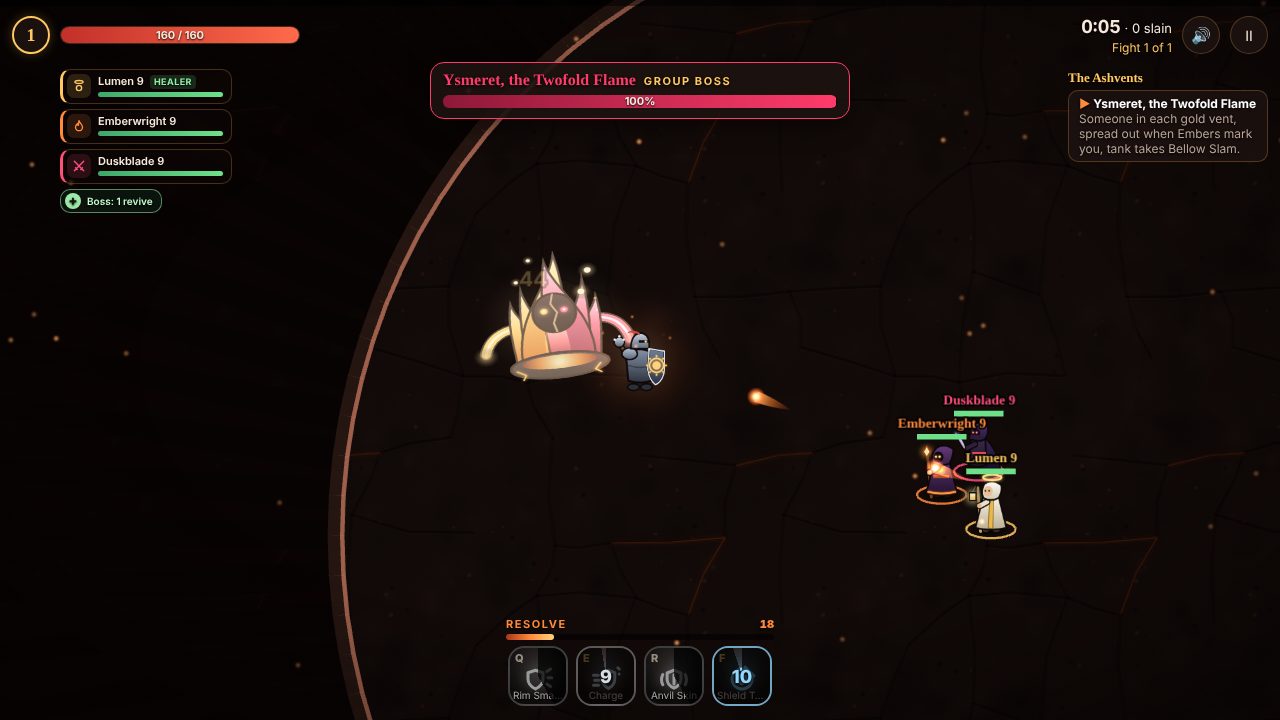 1
160 / 160
Lumen 9 HEALER
Emberwright 9
Duskblade 9
Boss: 1 revive
Ysmeret, the Twofold Flame GROUP BOSS
100%
0:05 · 0 slain
Fight 1 of 1
The Ashvents
▶ Ysmeret, the Twofold Flame
Someone in each gold vent,
spread out when Embers mark
you, tank takes Bellow Slam.
44
Duskblade 9
Emberwright 9
Lumen 9
RESOLVE 18
Q E R F
9 10
Rim Sma... Charge Anvil Skin Shield T...